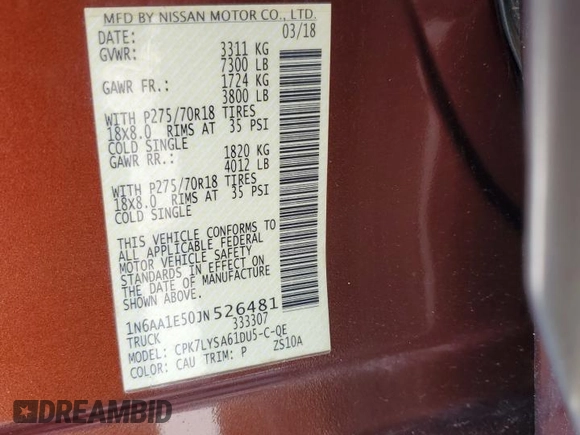 MFD BY NISSAN MOTOR CO., LTD.
DATE: 03/18
GVWR: 3311 KG
7300 LB
GAWR FR.: 1724 KG
3800 LB
WITH P275/70R18 TIRES
18X8.0 RIMS AT 35 PSI
COLD SINGLE
GAWR RR.: 1820 KG
4012 LB
WITH P275/70R18 TIRES
18X8.0 RIMS AT 35 PSI
COLD SINGLE
THIS VEHICLE CONFORMS TO
ALL APPLICABLE FEDERAL
MOTOR VEHICLE SAFETY
STANDARDS IN EFFECT ON
THE DATE OF MANUFACTURE
SHOWN ABOVE.
1N6AA1E50JN526481
TRUCK 333307
MODEL: CPK7LYSA61DU5-C-QE
COLOR: CAU TRIM: P ZS10A
DREAMBID